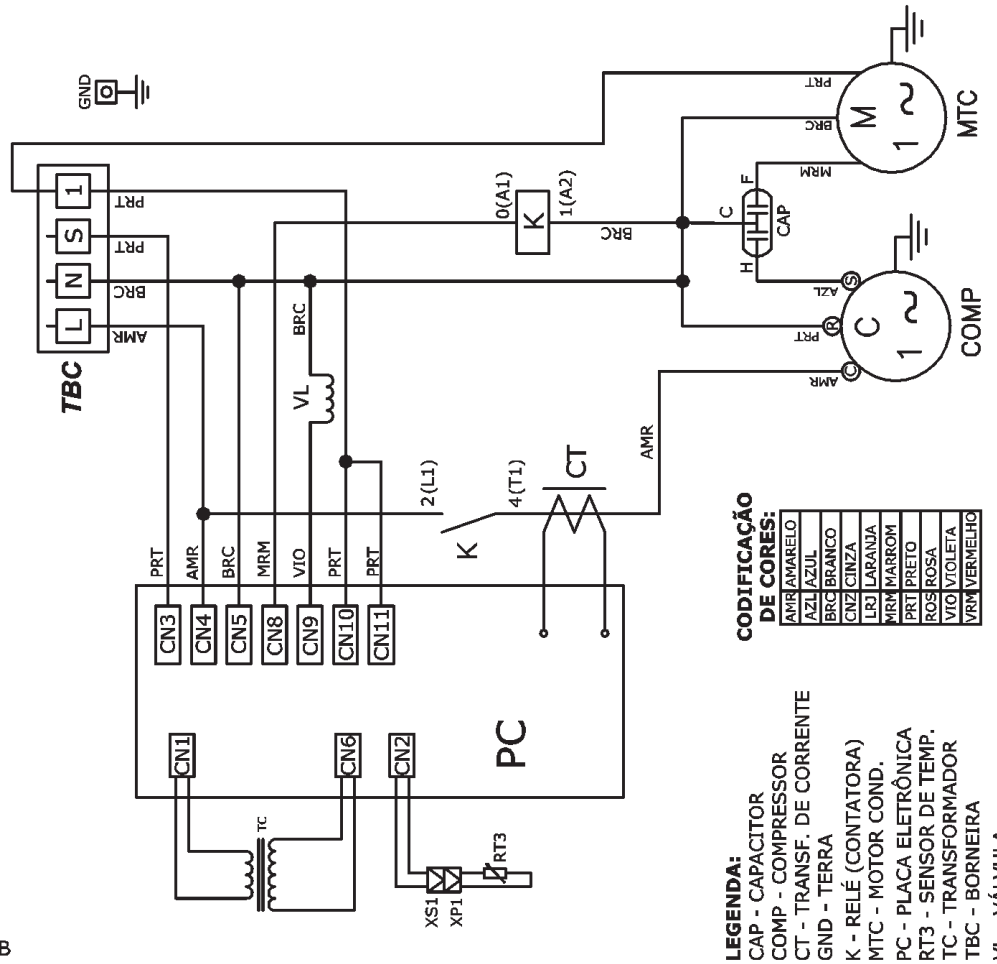 B
GND
TBC
L
N
S
1
AMR
BRC
PRT
PRT
PRT
AMR
BRC
MRM
VIO
PRT
PRT
CN3
CN4
CN5
CN8
CN9
CN10
CN11
CN1
CN6
CN2
PC
TC
XS1
XP1
RT3
VL
BRC
0(A1)
K
1(A2)
BRC
2(L1)
K
4(T1)
CT
AMR
H
C
F
CAP
AZL
PRT
AMR
S
R
C
C
1 ~
COMP
MRM
BRC
PRT
M
1 ~
MTC
CODIFICAÇÃO
DE CORES:
AMR AMARELO
AZL AZUL
BRC BRANCO
CNZ CINZA
LRJ LARANJA
MRM MARROM
PRT PRETO
ROS ROSA
VIO VIOLETA
VRM VERMELHO
LEGENDA:
CAP - CAPACITOR
COMP - COMPRESSOR
CT - TRANSF. DE CORRENTE
GND - TERRA
K - RELÉ (CONTATORA)
MTC - MOTOR COND.
PC - PLACA ELETRÔNICA
RT3 - SENSOR DE TEMP.
TC - TRANSFORMADOR
TBC - BORNEIRA
VL - VÁLVULA